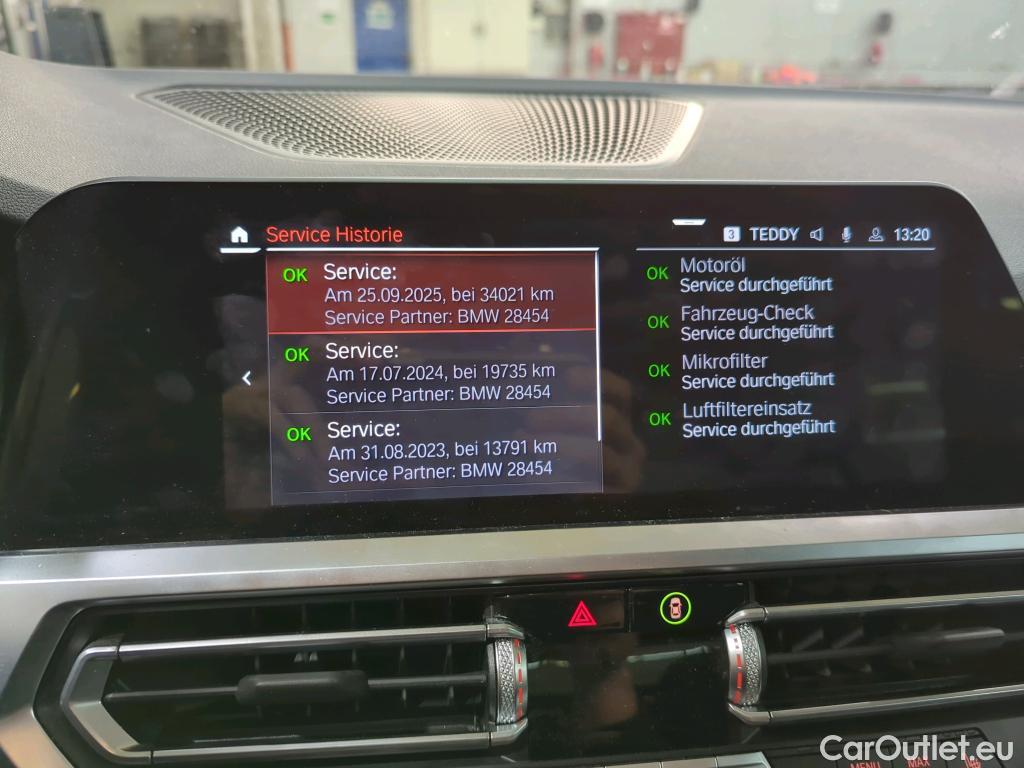 Service Historie
3 TEDDY 13:20
OK Service:
Am 25.09.2025, bei 34021 km
Service Partner: BMW 28454
OK Service:
Am 17.07.2024, bei 19735 km
Service Partner: BMW 28454
OK Service:
Am 31.08.2023, bei 13791 km
Service Partner: BMW 28454
OK Motoröl
Service durchgeführt
OK Fahrzeug-Check
Service durchgeführt
OK Mikrofilter
Service durchgeführt
OK Luftfiltereinsatz
Service durchgeführt
MENU MAX
CarOutlet.eu